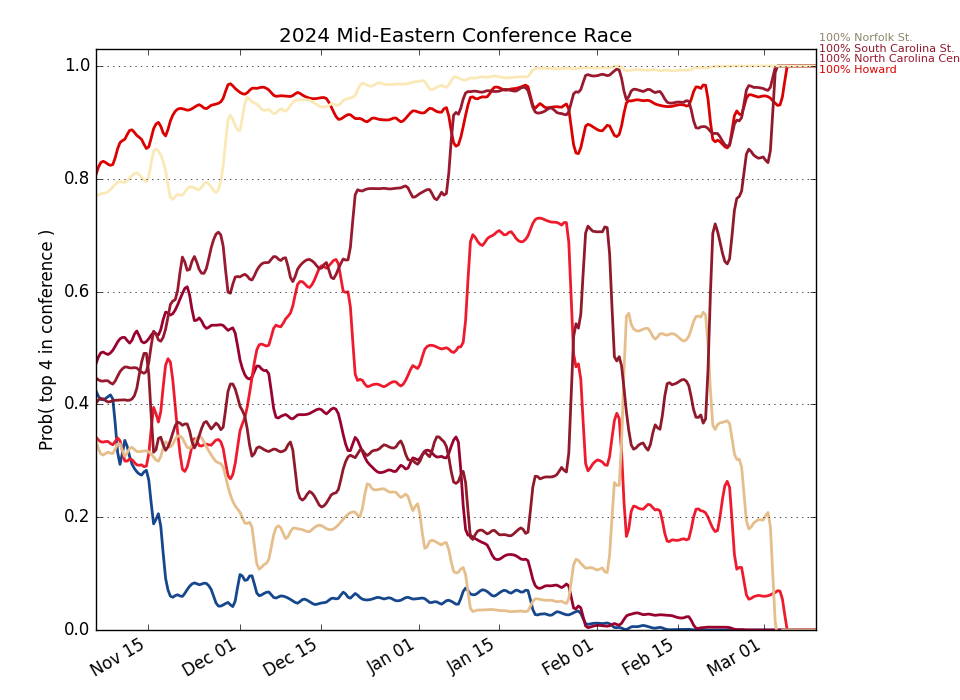 2024 Mid-Eastern Conference Race
100% Norfolk St.
100% South Carolina St.
100% North Carolina Cen
100% Howard
Prob( top 4 in conference )
1.0
0.8
0.6
0.4
0.2
0.0
Nov 15
Dec 01
Dec 15
Jan 01
Jan 15
Feb 01
Feb 15
Mar 01